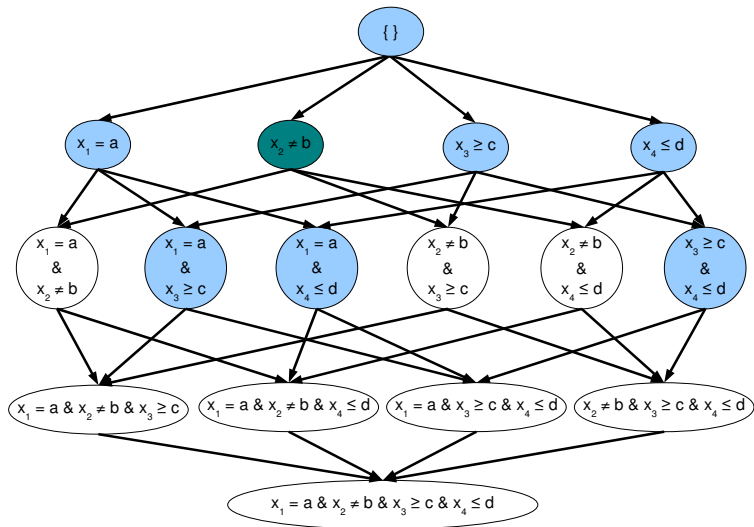 { }
x₁ = a
x₂ ≠ b
x₃ ≥ c
x₄ ≤ d
x₁ = a
&
x₂ ≠ b
x₁ = a
&
x₃ ≥ c
x₁ = a
&
x₄ ≤ d
x₂ ≠ b
&
x₃ ≥ c
x₂ ≠ b
&
x₄ ≤ d
x₃ ≥ c
&
x₄ ≤ d
x₁ = a & x₂ ≠ b & x₃ ≥ c
x₁ = a & x₂ ≠ b & x₄ ≤ d
x₁ = a & x₃ ≥ c & x₄ ≤ d
x₂ ≠ b & x₃ ≥ c & x₄ ≤ d
x₁ = a & x₂ ≠ b & x₃ ≥ c & x₄ ≤ d